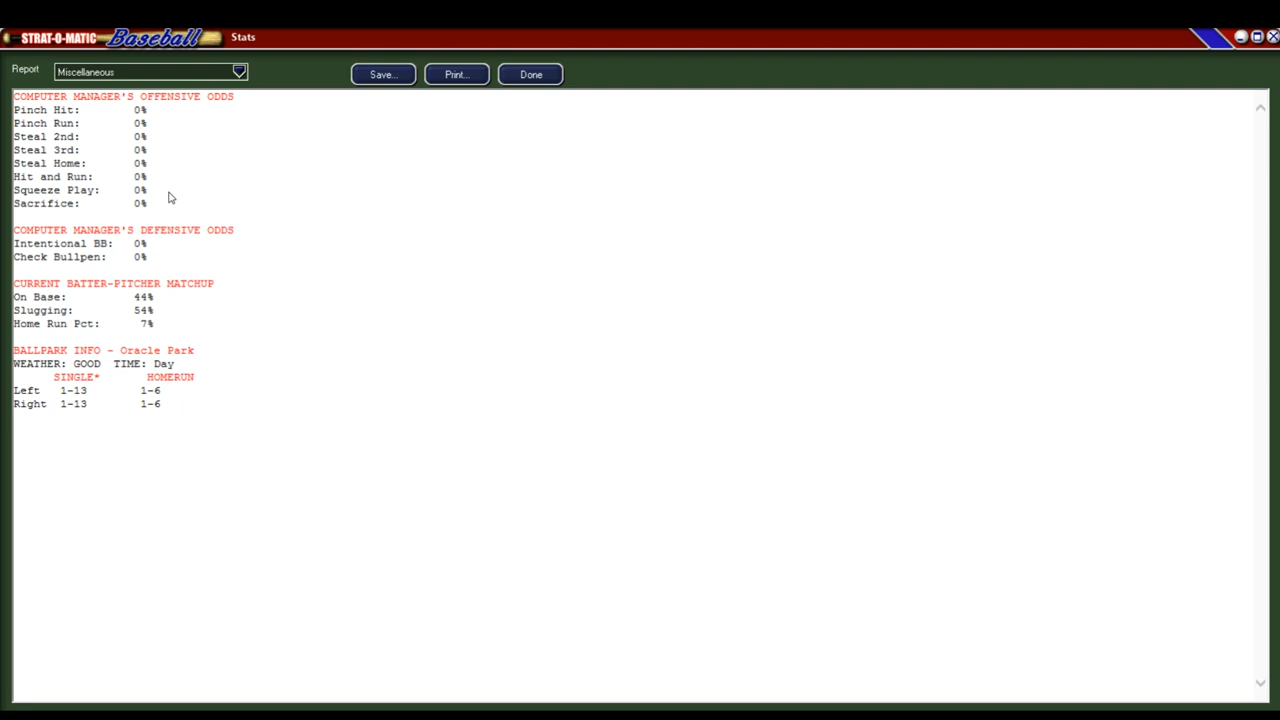 STRAT-O-MATIC Baseball Stats
Report Miscellaneous Save... Print... Done
COMPUTER MANAGER'S OFFENSIVE ODDS
Pinch Hit: 0%
Pinch Run: 0%
Steal 2nd: 0%
Steal 3rd: 0%
Steal Home: 0%
Hit and Run: 0%
Squeeze Play: 0%
Sacrifice: 0%
COMPUTER MANAGER'S DEFENSIVE ODDS
Intentional BB: 0%
Check Bullpen: 0%
CURRENT BATTER-PITCHER MATCHUP
On Base: 44%
Slugging: 54%
Home Run Pct: 7%
BALLPARK INFO - Oracle Park
WEATHER: GOOD TIME: Day
SINGLE* HOMERUN
Left 1-13 1-6
Right 1-13 1-6